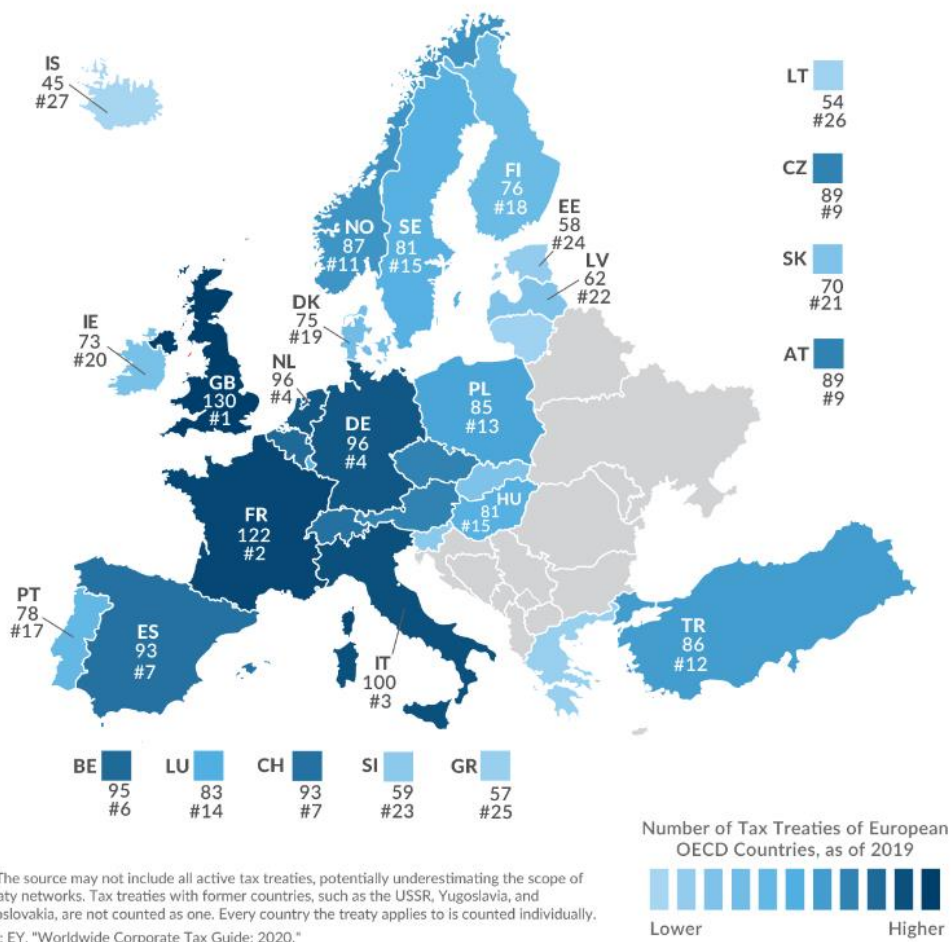 IS
45
#27
LT
54
#26
CZ
89
#9
SK
70
#21
AT
89
#9
FI
76
#18
NO
87
#11
SE
81
#15
EE
58
#24
LV
62
#22
DK
75
#19
IE
73
#20
NL
96
#4
GB
130
#1
DE
96
#4
PL
85
#13
HU
81
#15
FR
122
#2
PT
78
#17
ES
93
#7
IT
100
#3
TR
86
#12
BE
95
#6
LU
83
#14
CH
93
#7
SI
59
#23
GR
57
#25
Number of Tax Treaties of European
OECD Countries, as of 2019
Lower Higher
The source may not include all active tax treaties, potentially underestimating the scope of
aty networks. Tax treaties with former countries, such as the USSR, Yugoslavia, and
oslovakia, are not counted as one. Every country the treaty applies to is counted individually.
: EY, "Worldwide Corporate Tax Guide: 2020."